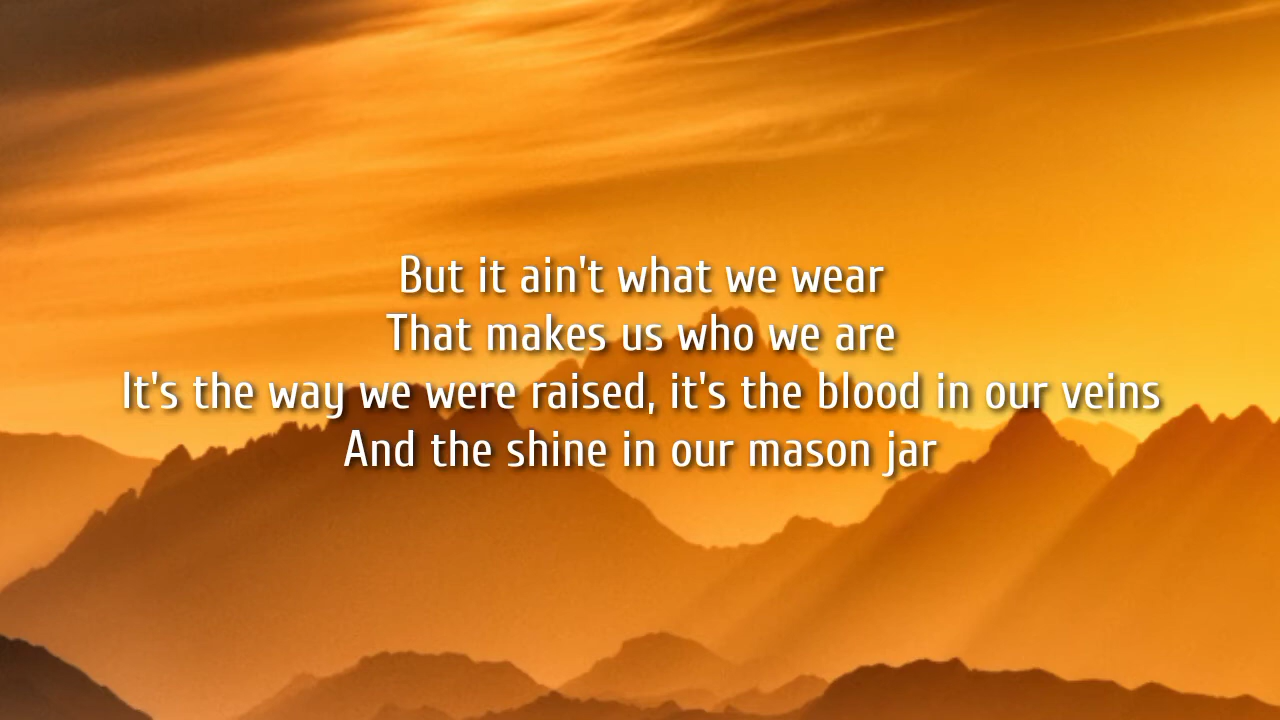 But it ain't what we wear
That makes us who we are
It's the way we were raised, it's the blood in our veins
And the shine in our mason jar